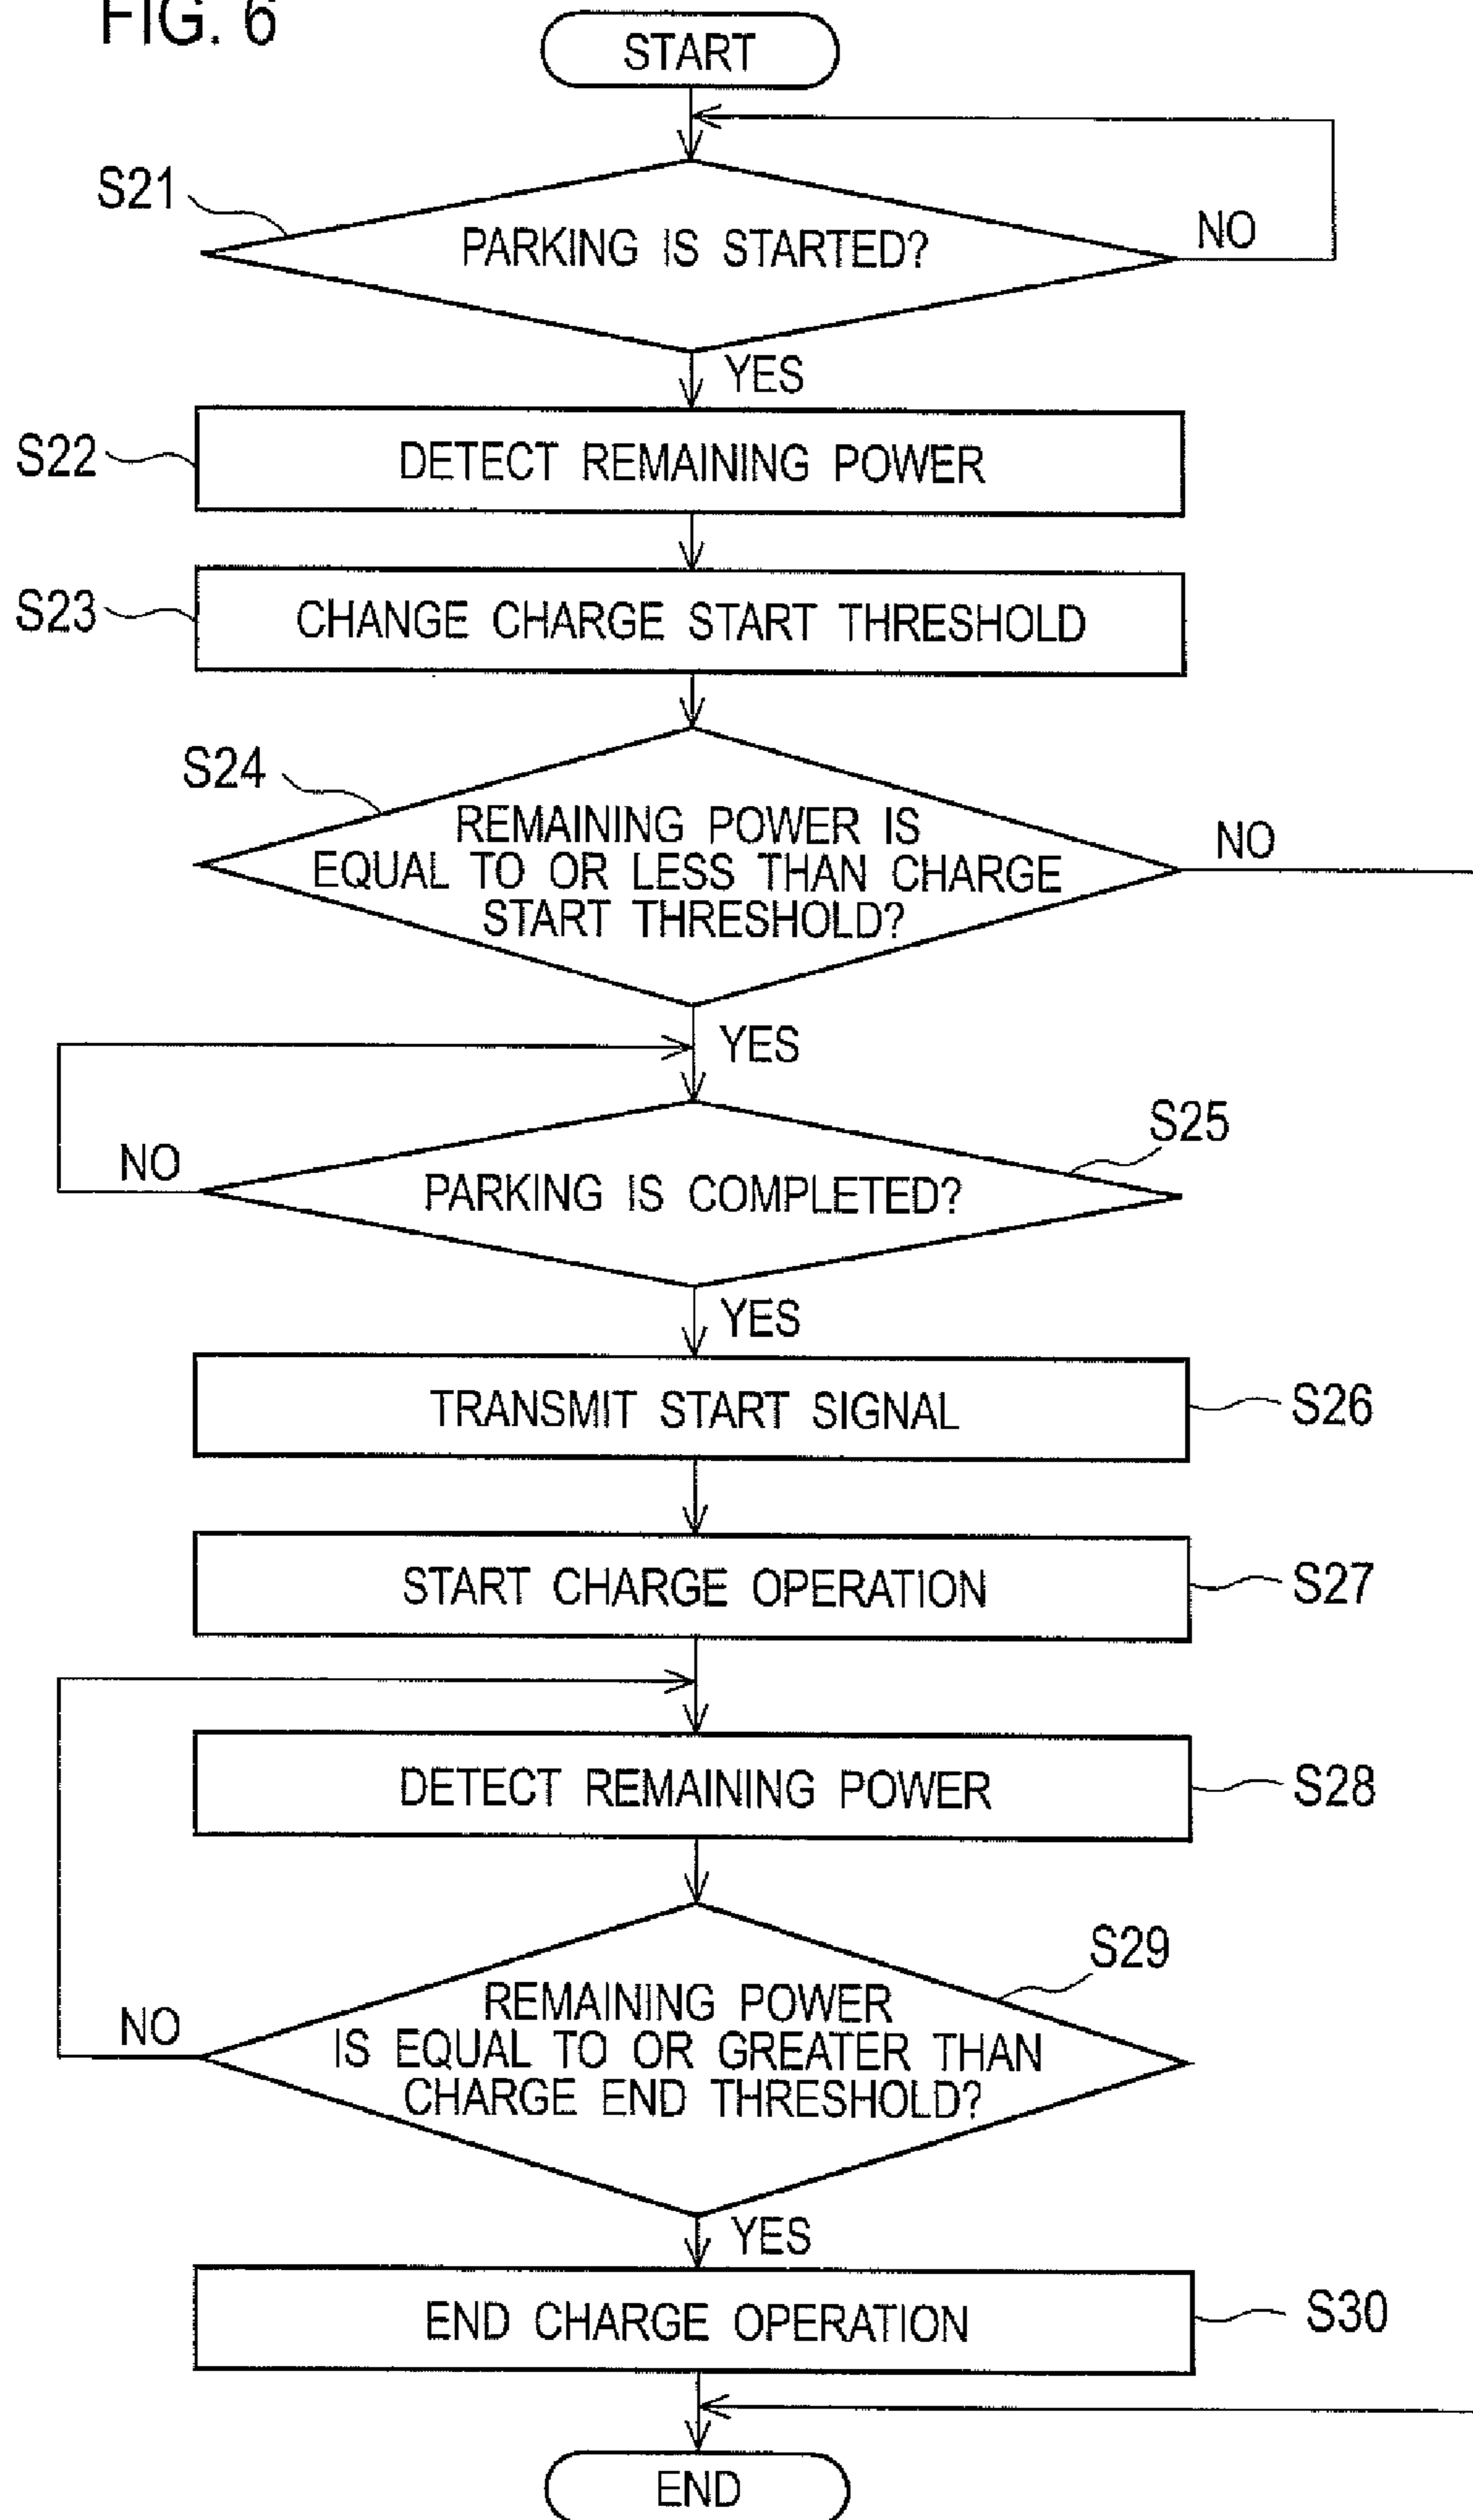 FIG. 6
START
S21
PARKING IS STARTED?
NO
YES
S22
DETECT REMAINING POWER
S23
CHANGE CHARGE START THRESHOLD
S24
REMAINING POWER IS
EQUAL TO OR LESS THAN CHARGE
START THRESHOLD?
NO
YES
S25
NO
PARKING IS COMPLETED?
YES
TRANSMIT START SIGNAL
S26
START CHARGE OPERATION
S27
DETECT REMAINING POWER
S28
S29
NO
REMAINING POWER
IS EQUAL TO OR GREATER THAN
CHARGE END THRESHOLD?
YES
END CHARGE OPERATION
S30
END